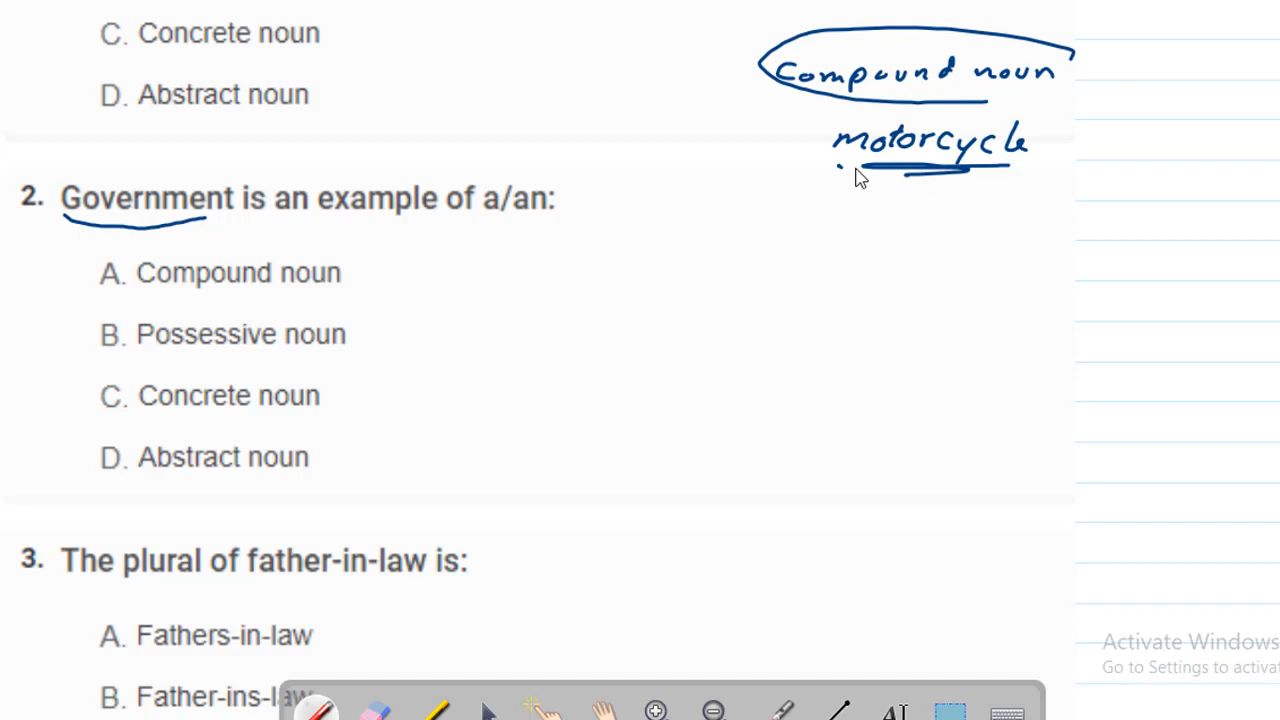 C. Concrete noun
D. Abstract noun
Compound noun
motorcycle
2. Government is an example of a/an:
A. Compound noun
B. Possessive noun
C. Concrete noun
D. Abstract noun
3. The plural of father-in-law is:
A. Fathers-in-law
B. Father-ins-law
Activate Windows
Go to Settings to activa